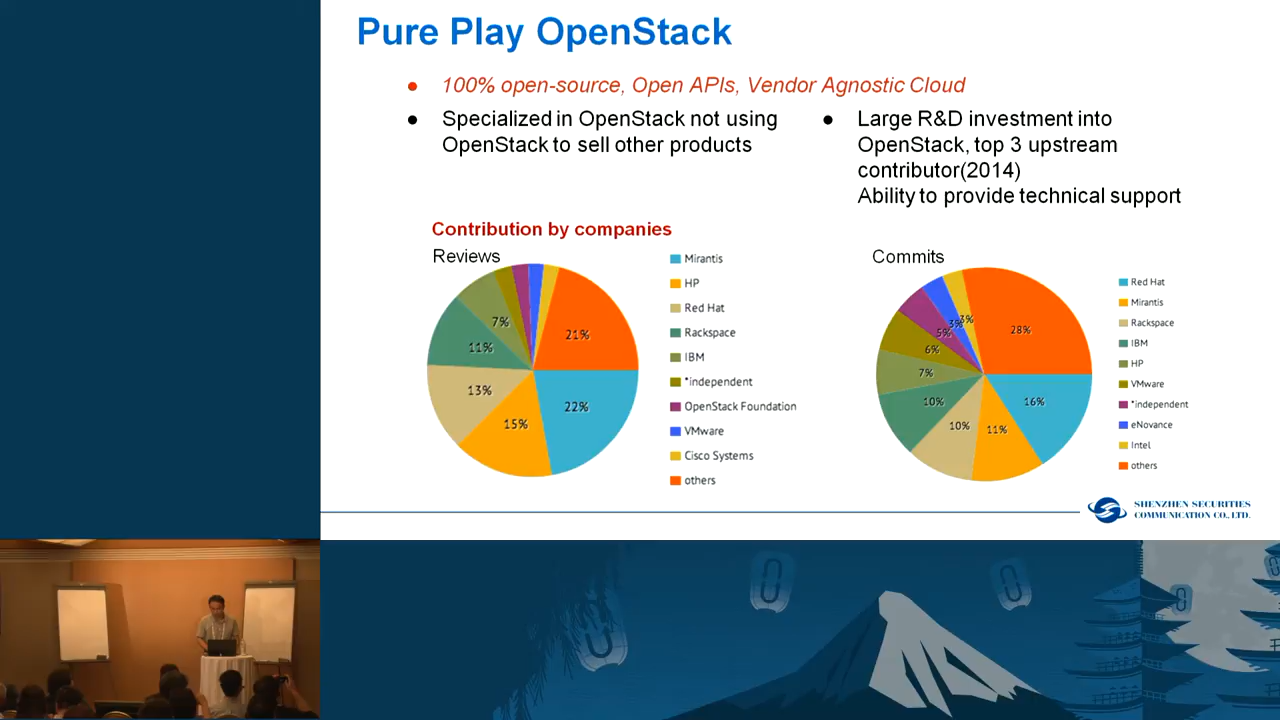 Pure Play OpenStack
● 100% open-source, Open APIs, Vendor Agnostic Cloud
● Specialized in OpenStack not using
OpenStack to sell other products
● Large R&D investment into
OpenStack, top 3 upstream
contributor(2014)
Ability to provide technical support
Contribution by companies
Reviews
21%
22%
15%
13%
11%
7%
Mirantis
HP
Red Hat
Rackspace
IBM
*independent
OpenStack Foundation
VMware
Cisco Systems
others
Commits
28%
16%
11%
10%
10%
7%
6%
5%
3%
3%
Red Hat
Mirantis
Rackspace
IBM
HP
VMware
*independent
eNovance
Intel
others
SHENZHEN SECURITIES
COMMUNICATION CO., LTD.